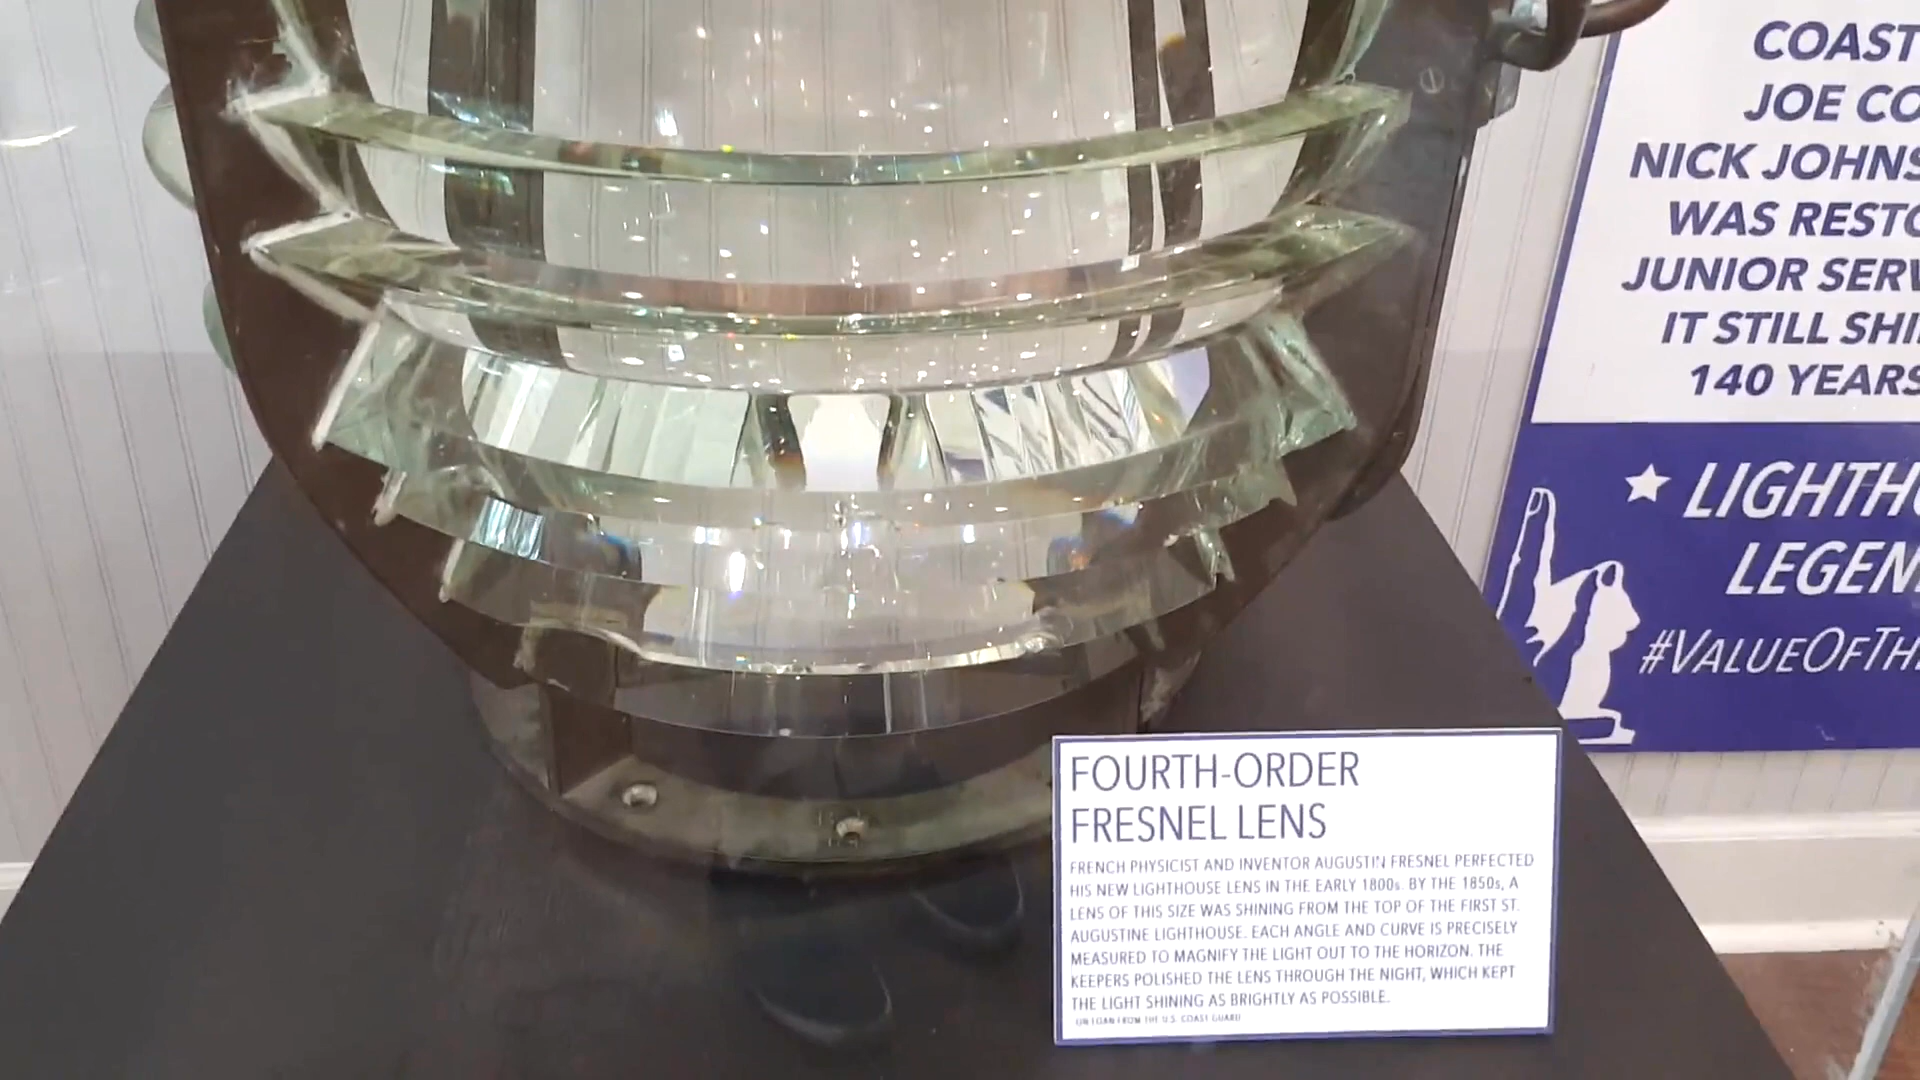 COAST
JOE CO
NICK JOHNS
WAS RESTO
JUNIOR SERV
IT STILL SHI
140 YEARS
LIGHTH
LEGEN
#VALUEOFTH
FOURTH-ORDER
FRESNEL LENS
FRENCH PHYSICIST AND INVENTOR AUGUSTIN FRESNEL PERFECTED
HIS NEW LIGHTHOUSE LENS IN THE EARLY 1800s. BY THE 1850s, A
LENS OF THIS SIZE WAS SHINING FROM THE TOP OF THE FIRST ST.
AUGUSTINE LIGHTHOUSE. EACH ANGLE AND CURVE IS PRECISELY
MEASURED TO MAGNIFY THE LIGHT OUT TO THE HORIZON. THE
KEEPERS POLISHED THE LENS THROUGH THE NIGHT, WHICH KEPT
THE LIGHT SHINING AS BRIGHTLY AS POSSIBLE.
ON LOAN FROM THE U.S. COAST GUARD